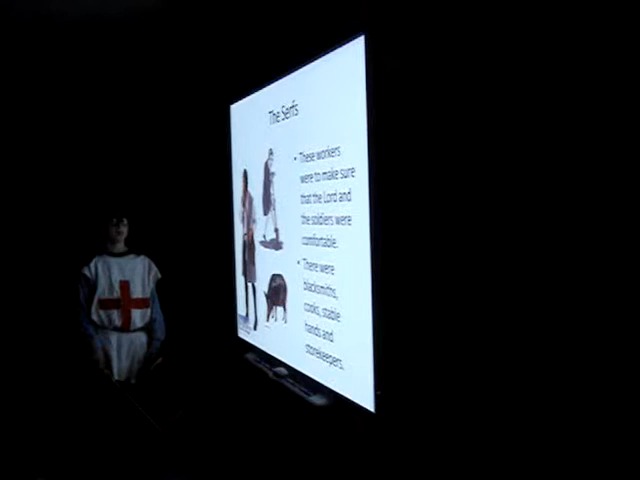 The Serfs
• These workers
were to make sure
that the Lord and
the soldiers were
comfortable.
• There were
blacksmiths,
cooks, stable
hands and
storekeepers.